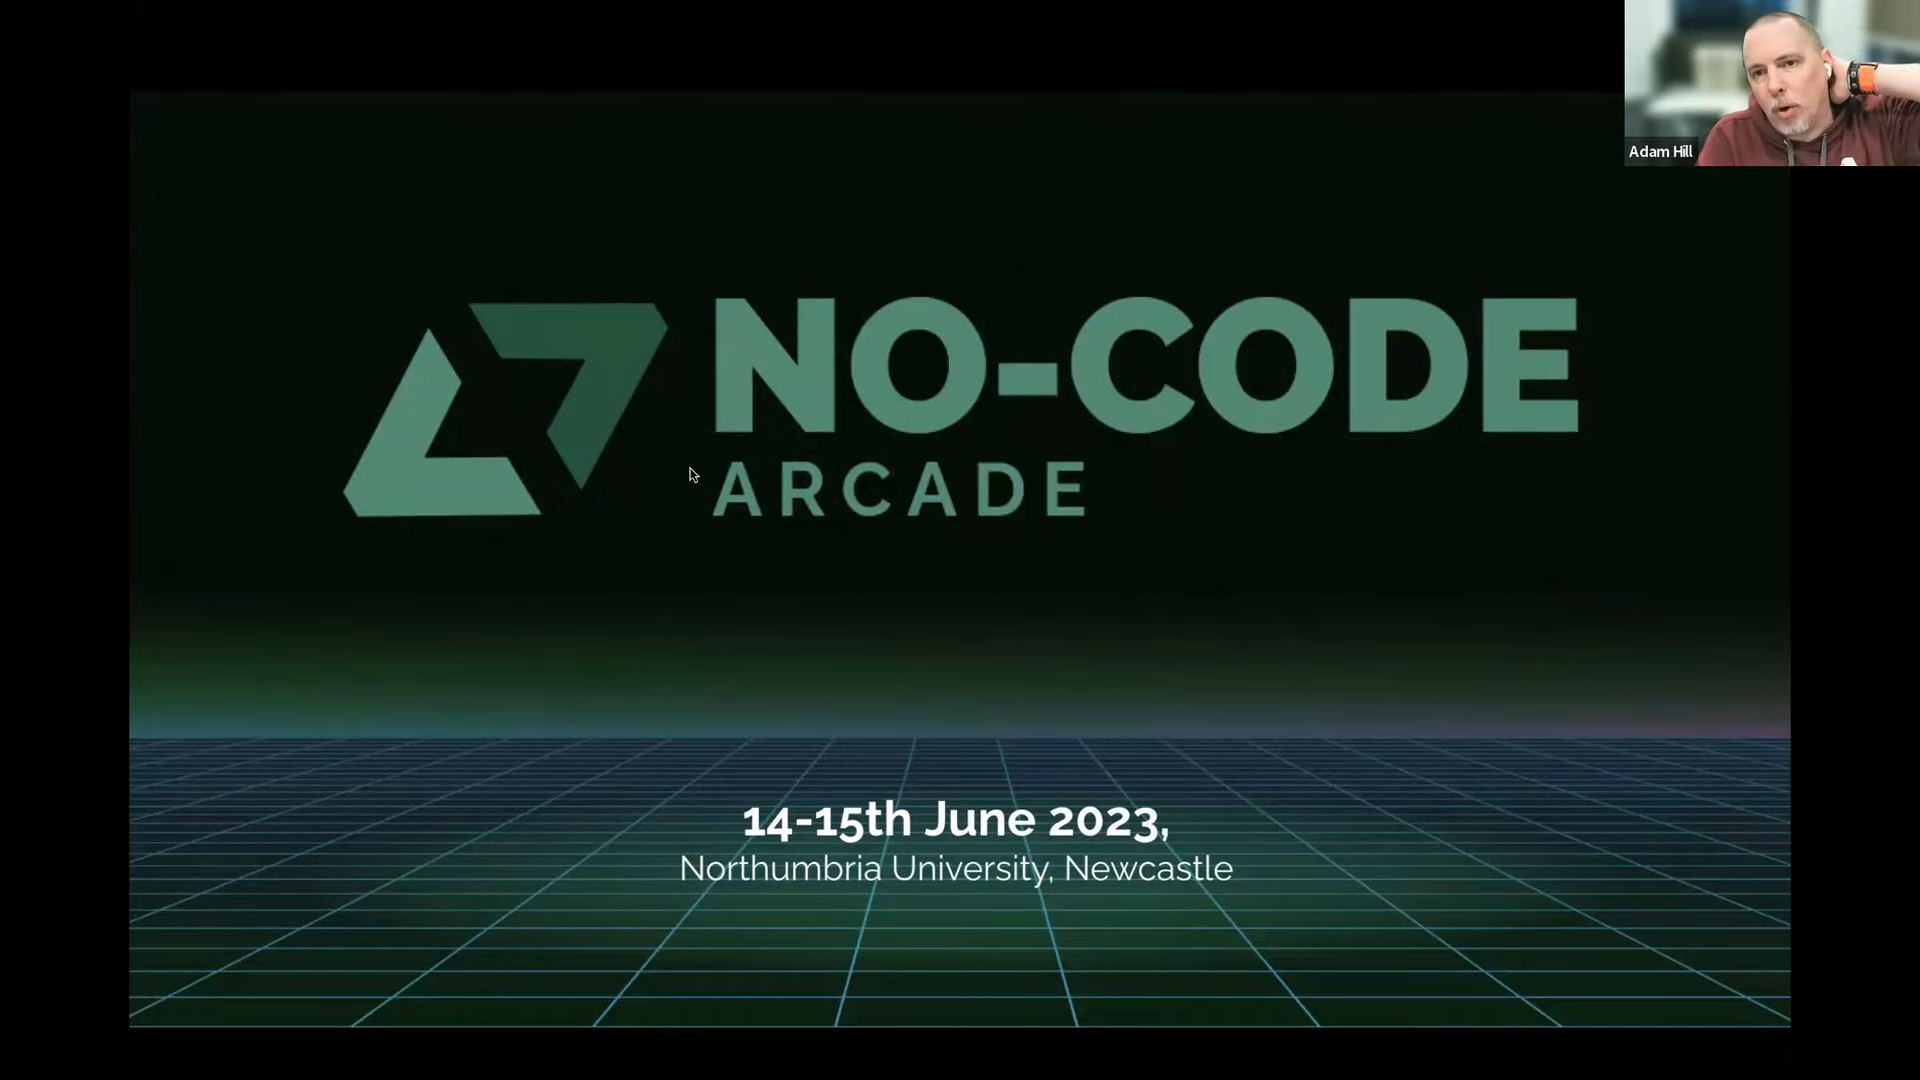 Adam Hill
NO-CODE
ARCADE
14-15th June 2023,
Northumbria University, Newcastle